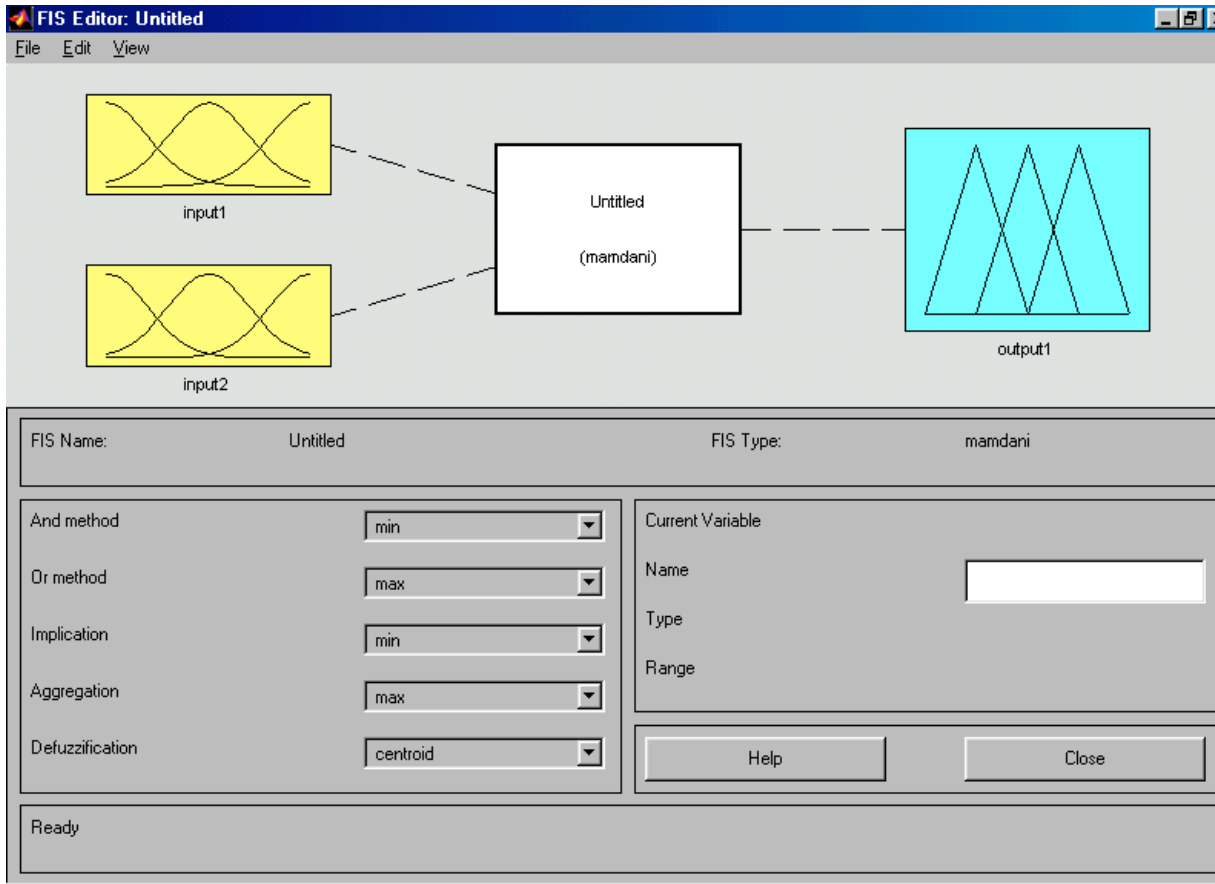 FIS Editor: Untitled
File Edit View
input1
input2
Untitled
(mamdani)
output1
FIS Name: Untitled FIS Type: mamdani
And method min
Or method max
Implication min
Aggregation max
Defuzzification centroid
Current Variable
Name
Type
Range
Help Close
Ready